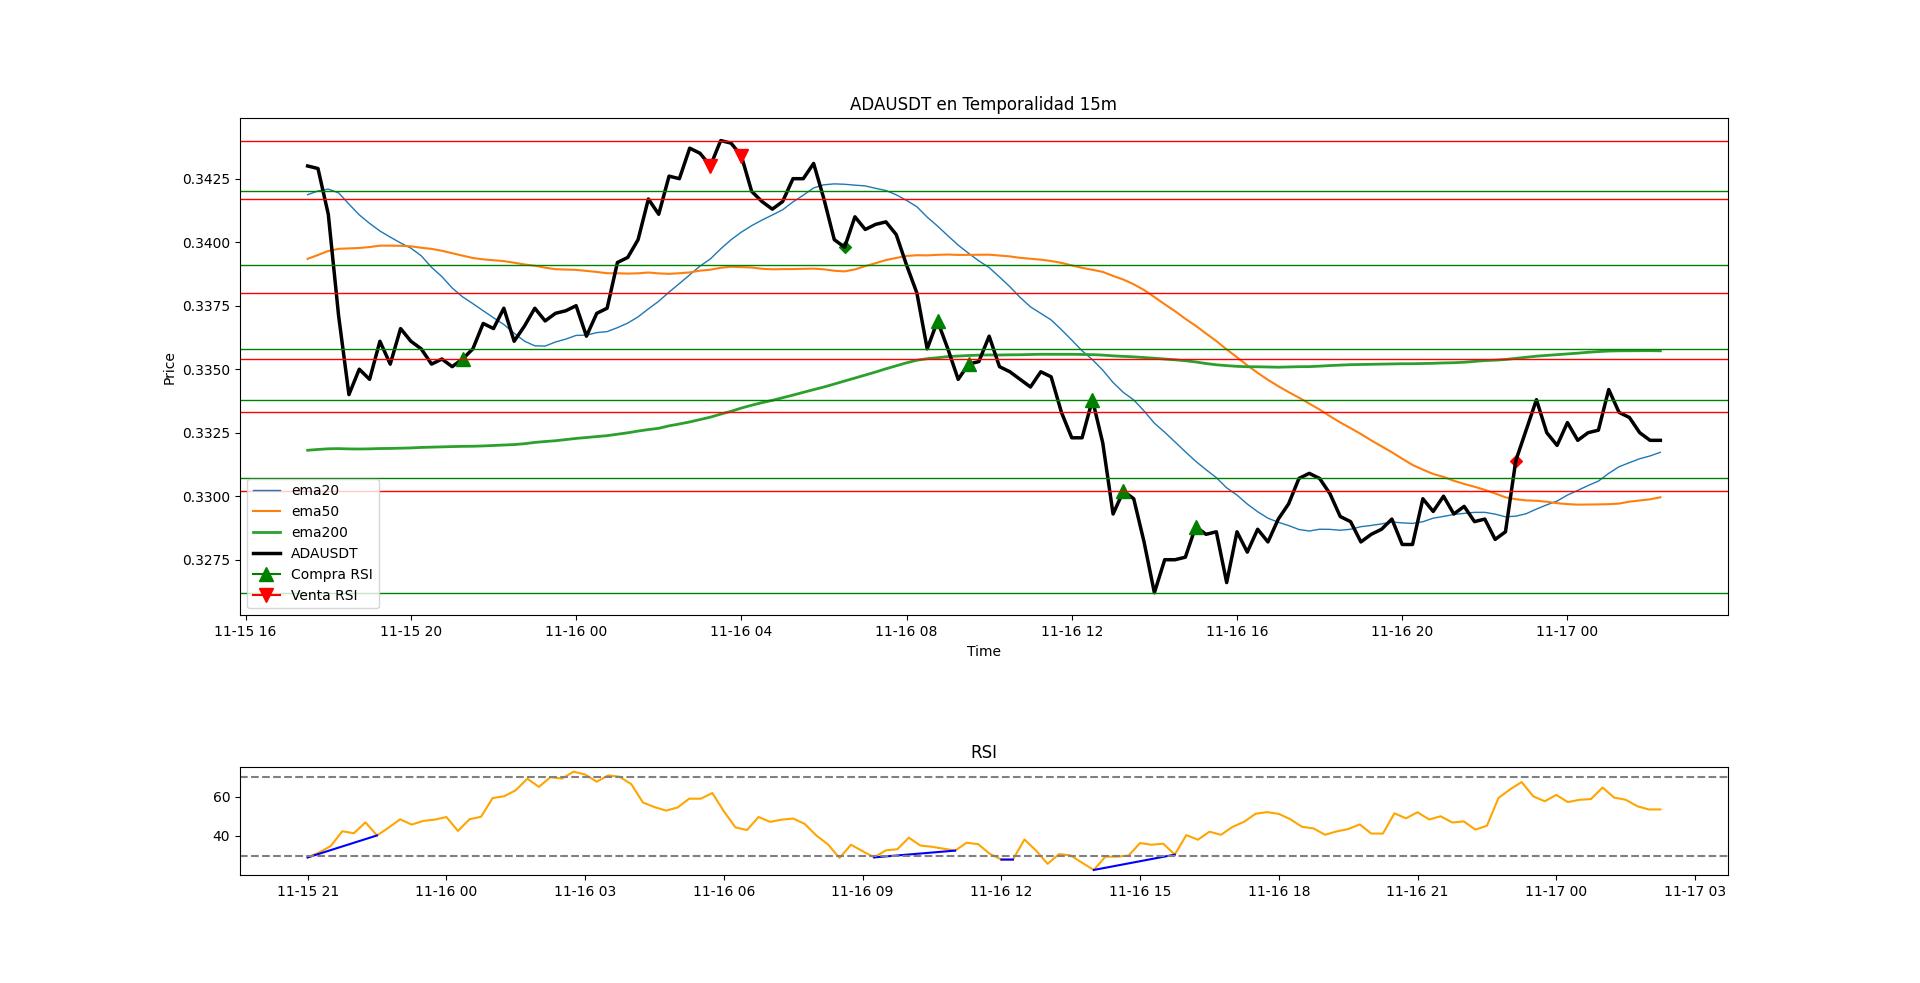 ADAUSDT en Temporalidad 15m
Price
0.3425
0.3400
0.3375
0.3350
0.3325
0.3300
0.3275
ema20
ema50
ema200
ADAUSDT
Compra RSI
Venta RSI
11-15 16 11-15 20 11-16 00 11-16 04 11-16 08 11-16 12 11-16 16 11-16 20 11-17 00
Time
RSI
60
40
11-15 21 11-16 00 11-16 03 11-16 06 11-16 09 11-16 12 11-16 15 11-16 18 11-16 21 11-17 00 11-17 03